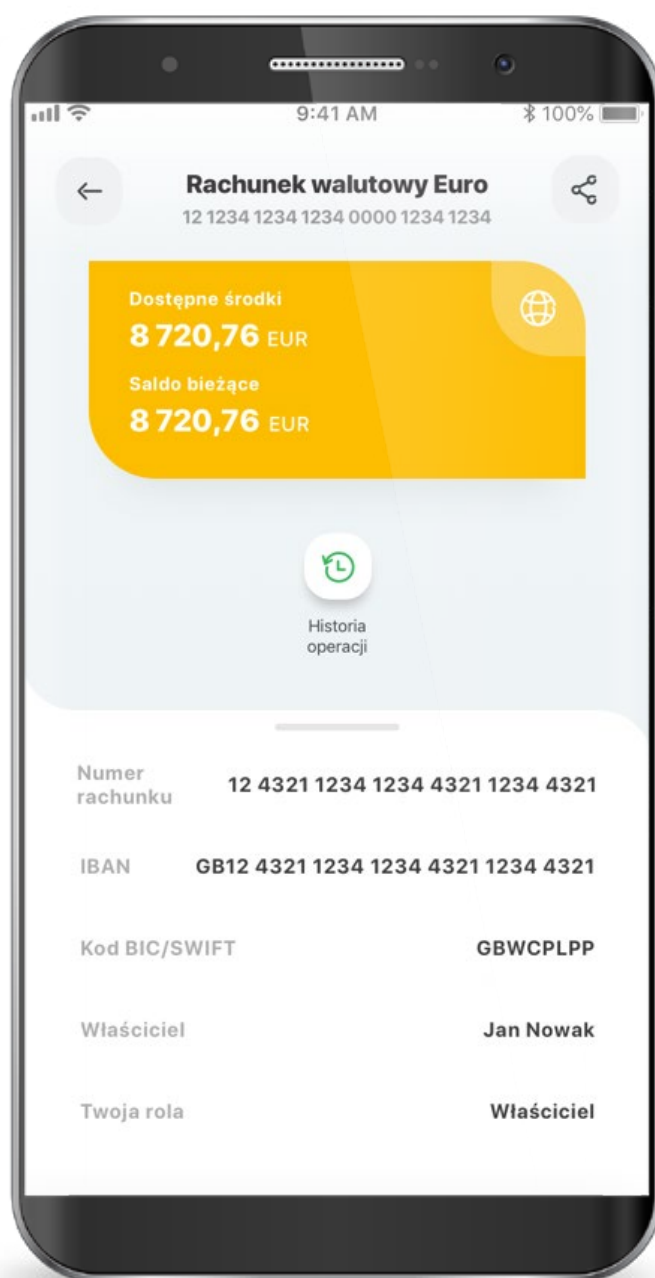 9:41 AM
100%
Rachunek walutowy Euro
12 1234 1234 1234 0000 1234 1234
Dostępne środki
8 720,76 EUR
Saldo bieżące
8 720,76 EUR
Historia
operacji
Numer
rachunku
12 4321 1234 1234 4321 1234 4321
IBAN
GB12 4321 1234 1234 4321 1234 4321
Kod BIC/SWIFT
GBWCPLPP
Właściciel
Jan Nowak
Twoja rola
Właściciel